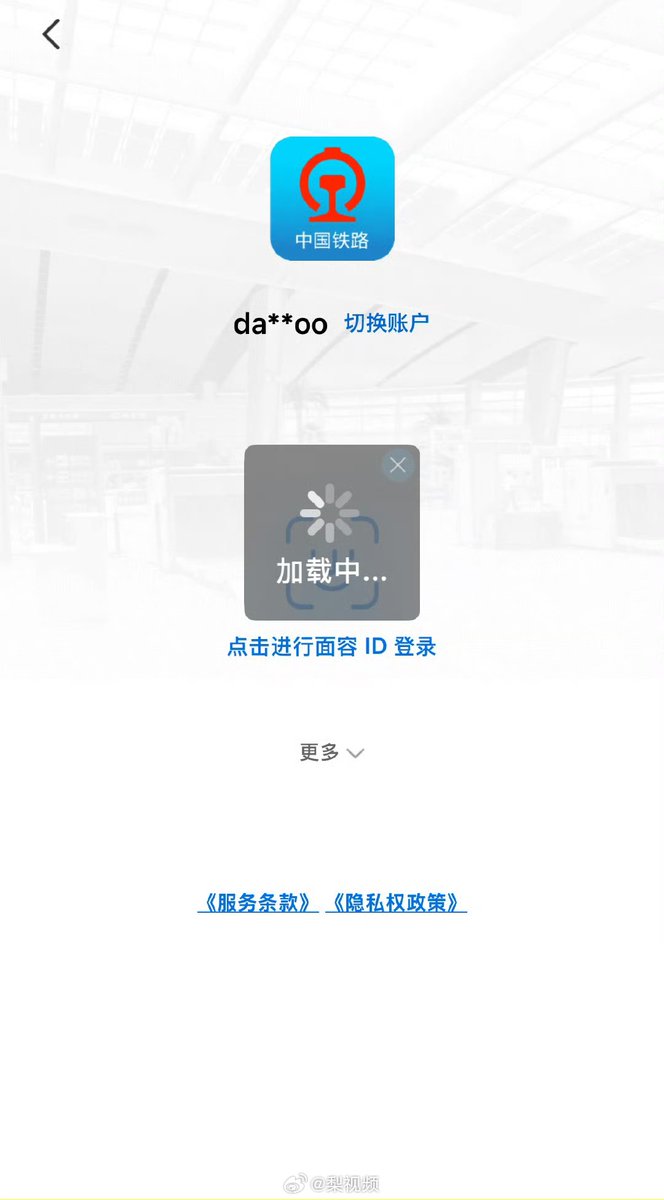 中国铁路
da**oo 切换账户
加载中...
点击进行面容 ID 登录
更多
《服务条款》 《隐私权政策》
@梨视频